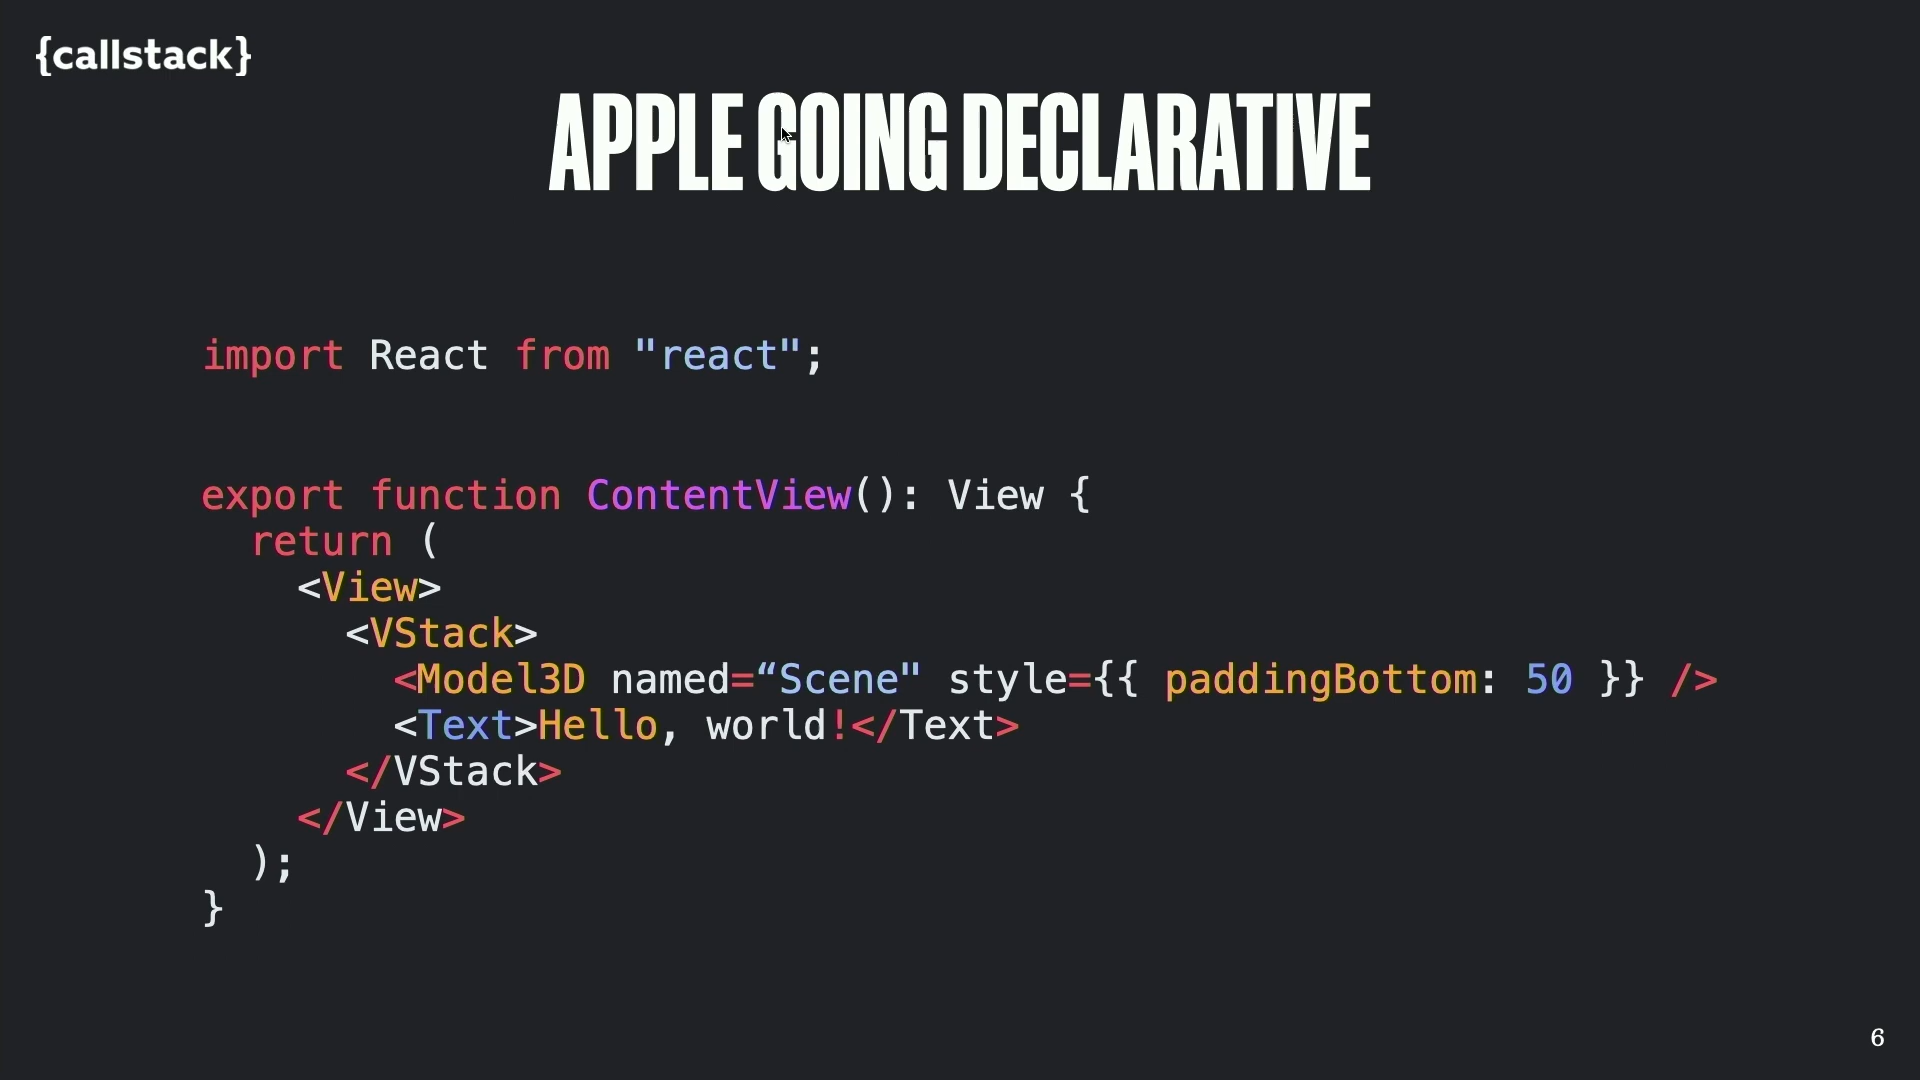 {callstack}
APPLE GOING DECLARATIVE
import React from "react";
export function ContentView(): View {
  return (
    <View>
      <VStack>
        <Model3D named=“Scene" style={{ paddingBottom: 50 }} />
        <Text>Hello, world!</Text>
      </VStack>
    </View>
  );
}
6